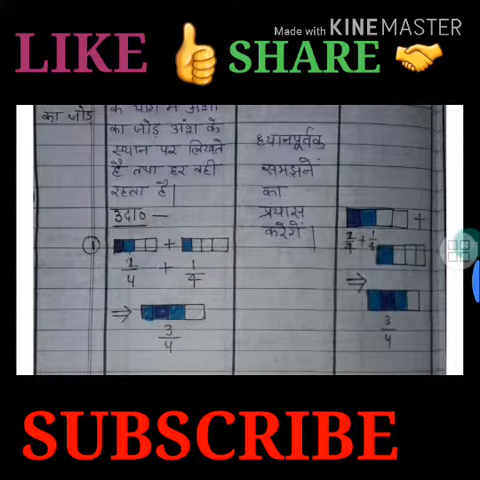 Made with KINEMASTER
LIKE SHARE
का जोड़
के योग में अंशों
का जोड़ अंश के
स्थान पर लिखते
है तथा हर वही
रहता है|
उदा० —
①
+
2/4 + 1/4
⇒
3/4
ध्यानपूर्वक
समझनें
का
प्रयास
करेगें|
+
2/4 + 1/4
⇒
3/4
SUBSCRIBE